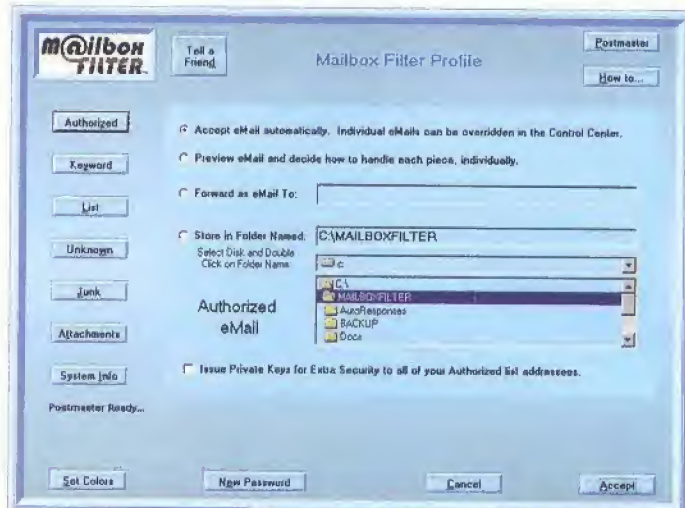 M@ilbox
FILTER™
Tell a
Friend
Mailbox Filter Profile
Postmaster
How to...
Authorized
Keyword
List
Unknown
Junk
Attachments
System Info
Postmaster Ready...
Accept eMail automatically. Individual eMails can be overridden in the Control Center.
Preview eMail and decide how to handle each piece, individually.
Forward as eMail To:
Store in Folder Named:
C:\MAILBOXFILTER
Select Disk and Double
Click on Folder Name
c:
C:\
MAILBOXFILTER
AutoResponses
BACKUP
Docs
Authorized
eMail
Issue Private Keys for Extra Security to all of your Authorized list addressees.
Set Colors
New Password
Cancel
Accept